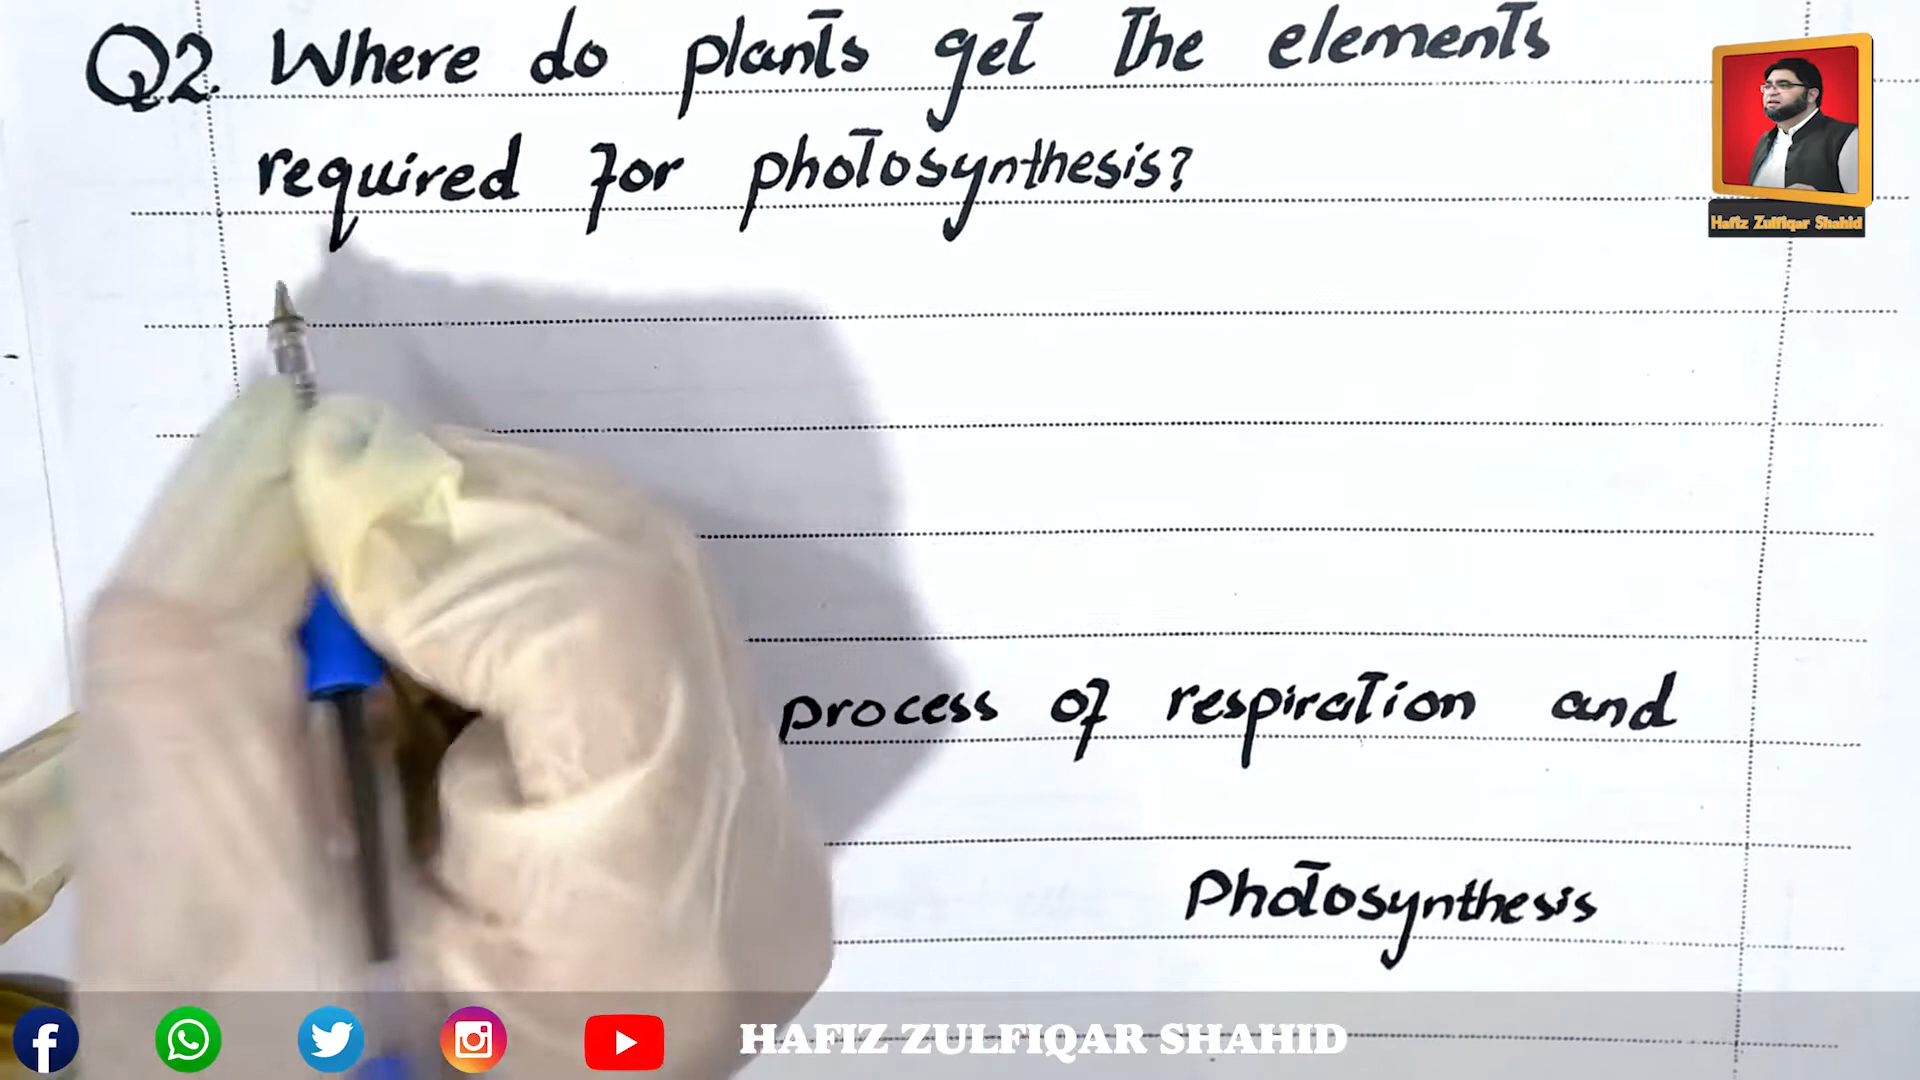 Q2. Where do plants get the elements
required for photosynthesis?
Hafiz Zulfiqar Shahid
process of respiration and
Photosynthesis
HAFIZ ZULFIQAR SHAHID